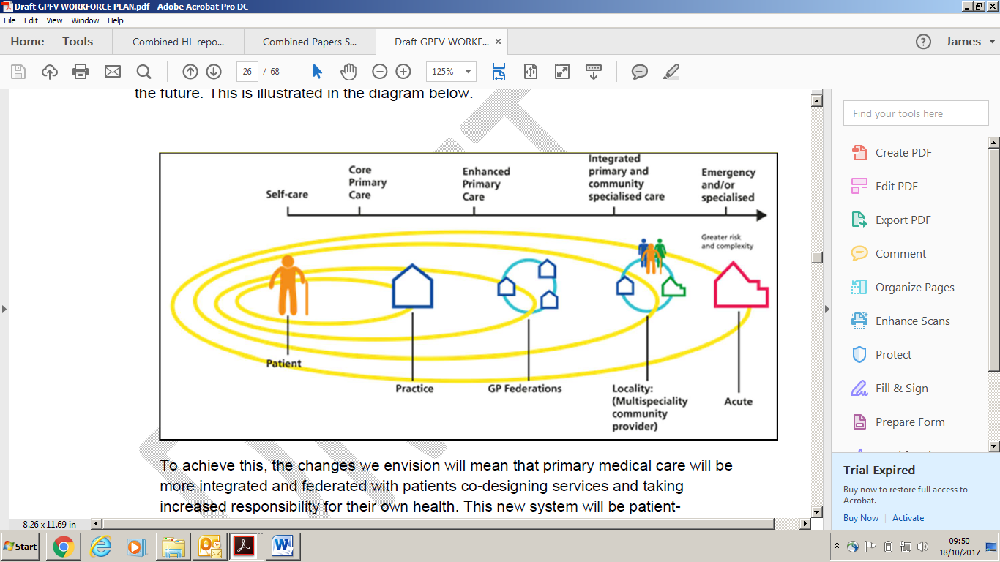 Draft GPFV WORKFORCE PLAN.pdf - Adobe Acrobat Pro DC
File Edit View Window Help
Home Tools Combined HL repo... Combined Papers S... Draft GPFV WORKF... ×
? James
26 / 68 125%
the future. This is illustrated in the diagram below.
Self-care
Core
Primary
Care
Enhanced
Primary
Care
Integrated
primary and
community
specialised care
Emergency
and/or
specialised
Greater risk
and complexity
Patient
Practice
GP Federations
Locality:
(Multispeciality
community
provider)
Acute
To achieve this, the changes we envision will mean that primary medical care will be
more integrated and federated with patients co-designing services and taking
increased responsibility for their own health. This new system will be patient-
8.26 x 11.69 in
Find your tools here
Create PDF
Edit PDF
Export PDF
Comment
Organize Pages
Enhance Scans
Protect
Fill & Sign
Prepare Form
Trial Expired
Buy now to restore full access to
Acrobat.
Buy Now | Activate
Start
09:50
18/10/2017